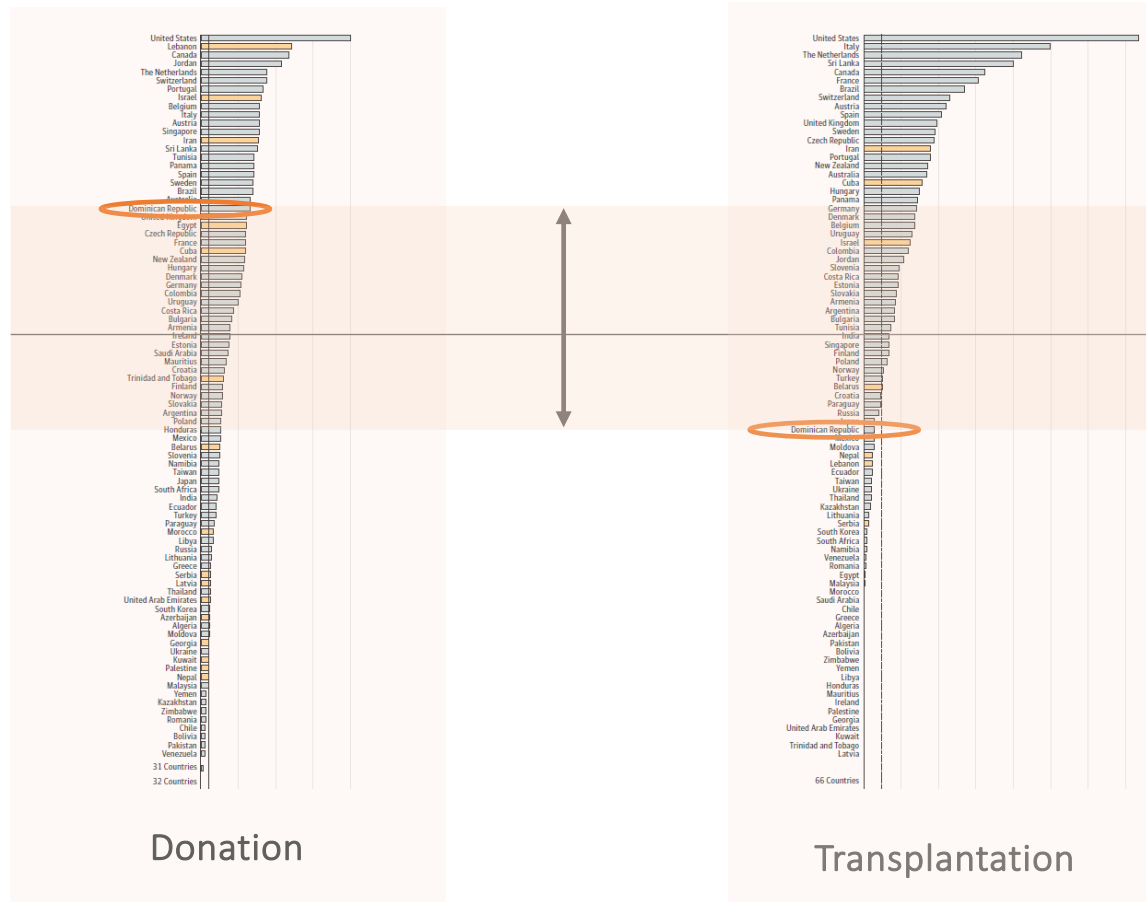 United States
Lebanon
Canada
Jordan
The Netherlands
Switzerland
Portugal
Israel
Belgium
Italy
Austria
Singapore
Iran
Sri Lanka
Tunisia
Panama
Spain
Sweden
Brazil
Australia
Dominican Republic
United Kingdom
Egypt
Czech Republic
France
Cuba
New Zealand
Hungary
Denmark
Germany
Colombia
Uruguay
Costa Rica
Bulgaria
Armenia
Ireland
Estonia
Saudi Arabia
Mauritius
Croatia
Trinidad and Tobago
Finland
Norway
Slovakia
Argentina
Poland
Honduras
Mexico
Belarus
Slovenia
Namibia
Taiwan
Japan
South Africa
India
Ecuador
Turkey
Paraguay
Morocco
Libya
Russia
Lithuania
Greece
Serbia
Latvia
Thailand
United Arab Emirates
South Korea
Azerbaijan
Algeria
Moldova
Georgia
Ukraine
Kuwait
Palestine
Nepal
Malaysia
Yemen
Kazakhstan
Zimbabwe
Romania
Chile
Bolivia
Pakistan
Venezuela
31 Countries
32 Countries
Donation
United States
Italy
The Netherlands
Sri Lanka
Canada
France
Brazil
Switzerland
Austria
Spain
United Kingdom
Sweden
Czech Republic
Iran
Portugal
New Zealand
Australia
Cuba
Hungary
Panama
Germany
Denmark
Belgium
Uruguay
Israel
Colombia
Jordan
Slovenia
Costa Rica
Estonia
Slovakia
Armenia
Argentina
Bulgaria
Tunisia
India
Singapore
Finland
Poland
Norway
Turkey
Belarus
Croatia
Paraguay
Russia
Dominican Republic
Mexico
Moldova
Nepal
Lebanon
Ecuador
Taiwan
Ukraine
Thailand
Kazakhstan
Lithuania
Serbia
South Korea
South Africa
Namibia
Venezuela
Romania
Egypt
Malaysia
Morocco
Saudi Arabia
Chile
Greece
Algeria
Azerbaijan
Pakistan
Bolivia
Zimbabwe
Yemen
Libya
Honduras
Mauritius
Ireland
Palestine
Georgia
United Arab Emirates
Kuwait
Trinidad and Tobago
Latvia
66 Countries
Transplantation